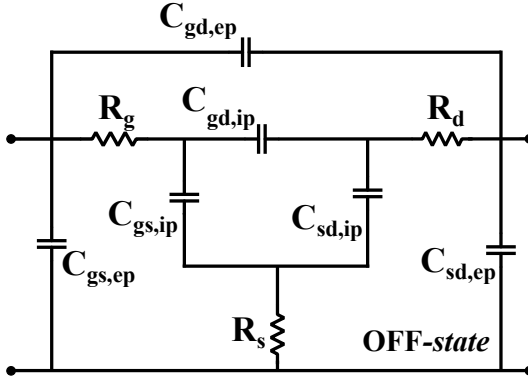 C_gd,ep
R_g
C_gd,ip
R_d
C_gs,ip
C_sd,ip
C_gs,ep
C_sd,ep
R_s
OFF-state